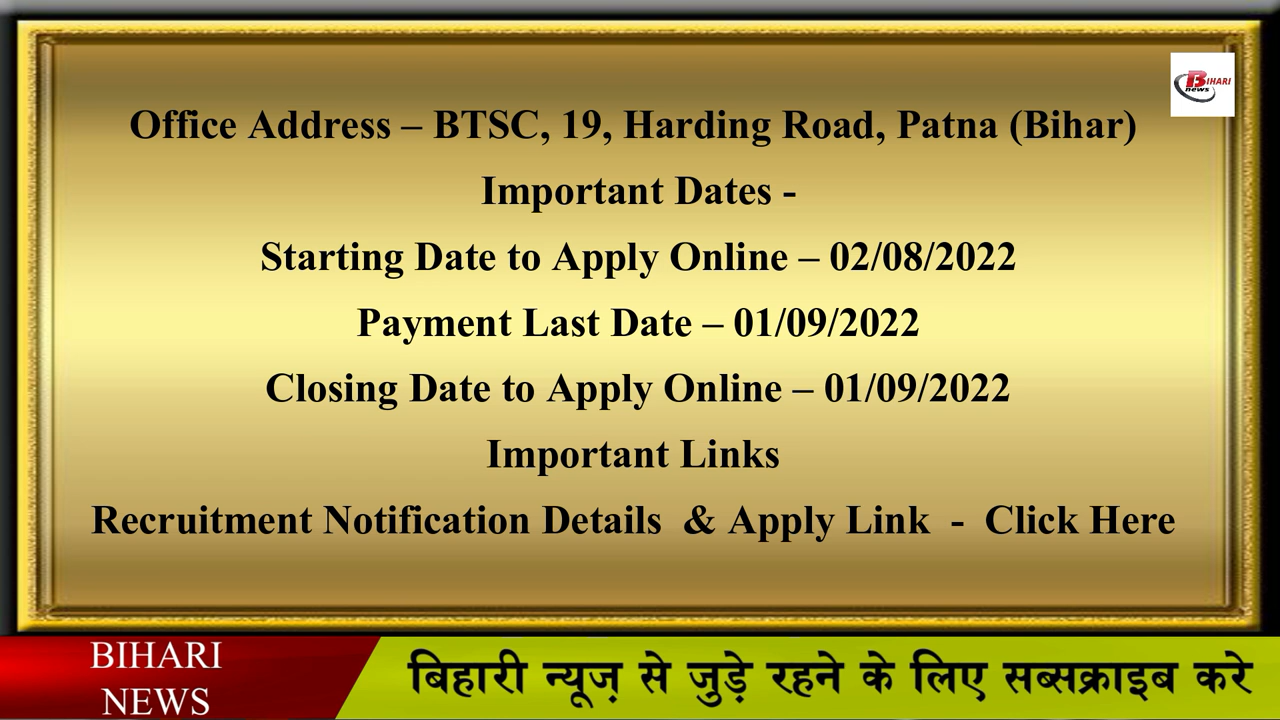 BIHARI
news
Office Address – BTSC, 19, Harding Road, Patna (Bihar)
Important Dates -
Starting Date to Apply Online – 02/08/2022
Payment Last Date – 01/09/2022
Closing Date to Apply Online – 01/09/2022
Important Links
Recruitment Notification Details & Apply Link - Click Here
BIHARI
NEWS
बिहारी न्यूज़ से जुड़े रहने के लिए सब्सक्राइब करे